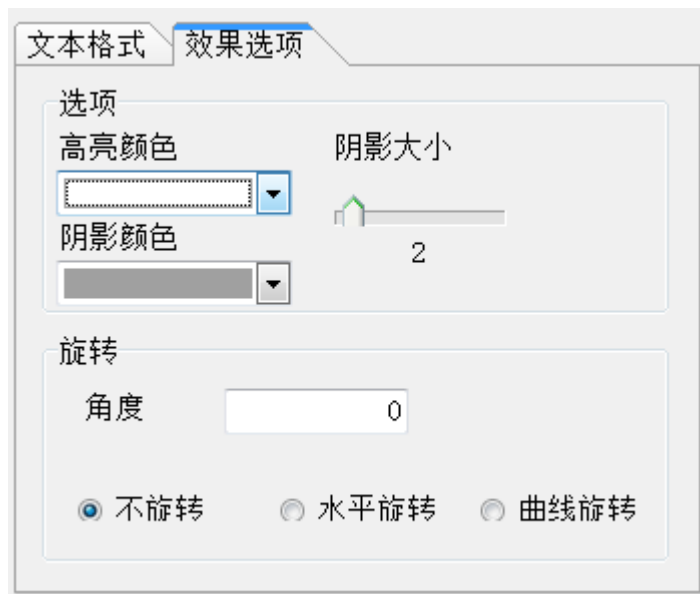 文本格式 效果选项
选项
高亮颜色 阴影大小
阴影颜色
2
旋转
角度 0
不旋转 水平旋转 曲线旋转